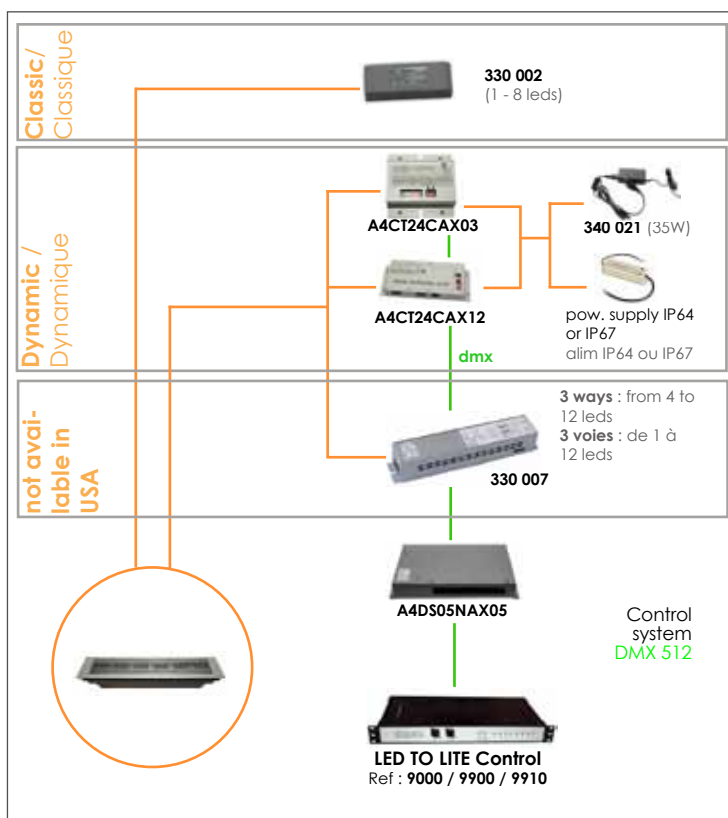 Classic/
Classique
330 002
(1 - 8 leds)
Dynamic /
Dynamique
A4CT24CAX03
340 021 (35W)
A4CT24CAX12
pow. supply IP64
or IP67
alim IP64 ou IP67
dmx
not avai-
lable in
USA
3 ways : from 4 to
12 leds
3 voies : de 1 à
12 leds
330 007
A4DS05NAX05
Control
system
DMX 512
LED TO LITE Control
Ref : 9000 / 9900 / 9910